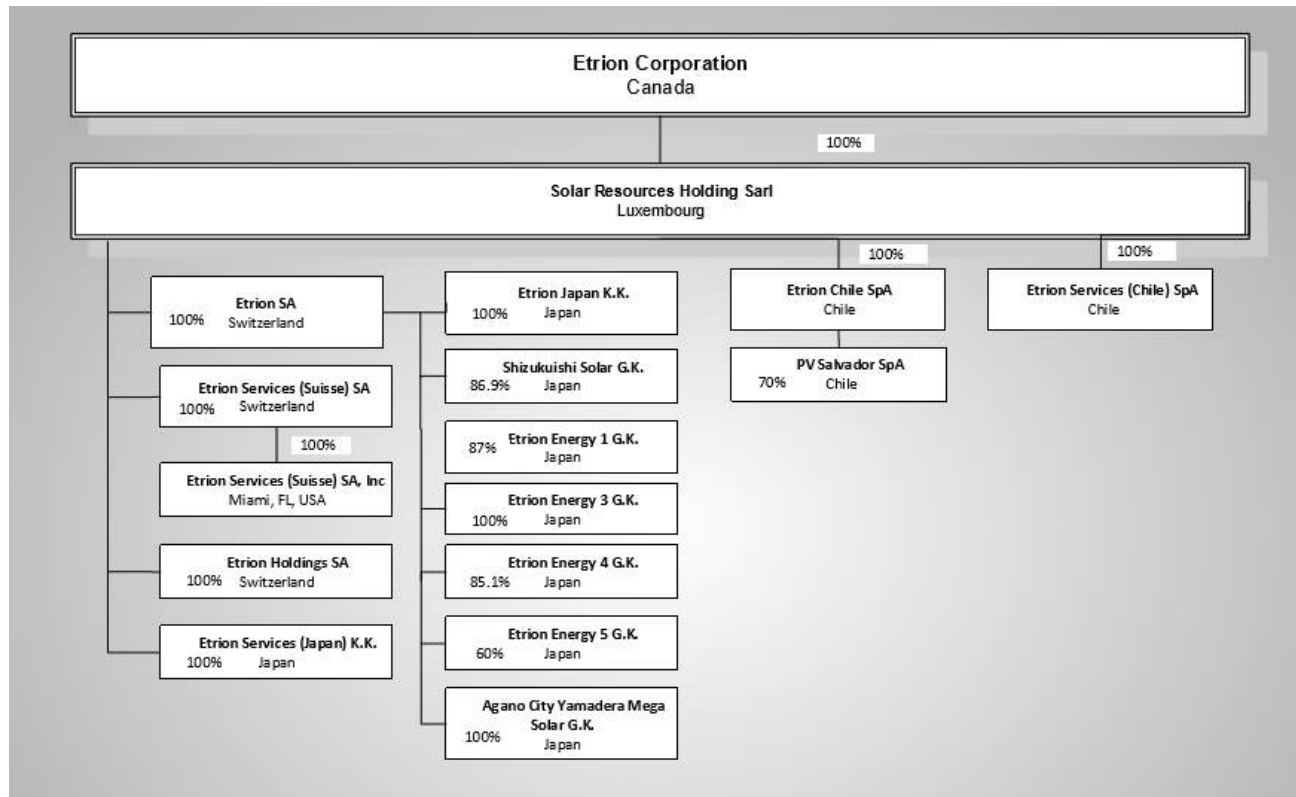 Etrion Corporation
Canada
100%
Solar Resources Holding Sarl
Luxembourg
100%
100%
Etrion SA
100% Switzerland
Etrion Services (Suisse) SA
100% Switzerland
100%
Etrion Services (Suisse) SA, Inc
Miami, FL, USA
Etrion Holdings SA
100% Switzerland
Etrion Services (Japan) K.K.
100% Japan
Etrion Japan K.K.
100% Japan
Shizukuishi Solar G.K.
86.9% Japan
87% Etrion Energy 1 G.K.
Japan
Etrion Energy 3 G.K.
100% Japan
Etrion Energy 4 G.K.
85.1% Japan
Etrion Energy 5 G.K.
60% Japan
Agano City Yamadera Mega
Solar G.K.
100% Japan
Etrion Chile SpA
Chile
PV Salvador SpA
70% Chile
Etrion Services (Chile) SpA
Chile